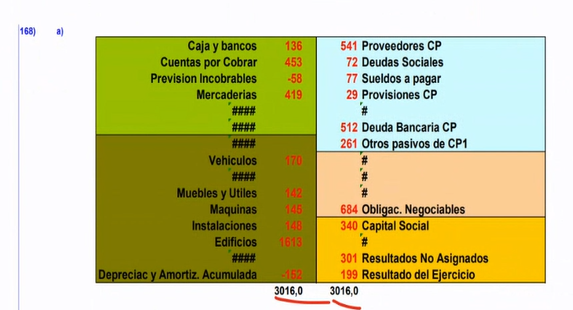 168) a)
Caja y bancos 136 541 Proveedores CP
Cuentas por Cobrar 453 72 Deudas Sociales
Prevision Incobrables -58 77 Sueldos a pagar
Mercaderias 419 29 Provisiones CP
#### #
#### 512 Deuda Bancaria CP
#### 261 Otros pasivos de CP1
Vehiculos 170 #
#### #
Muebles y Utiles 142 #
Maquinas 145 684 Obligac. Negociables
Instalaciones 148 340 Capital Social
Edificios 1613 #
#### 301 Resultados No Asignados
Depreciac y Amortiz. Acumulada -152 199 Resultado del Ejercicio
3016,0 3016,0